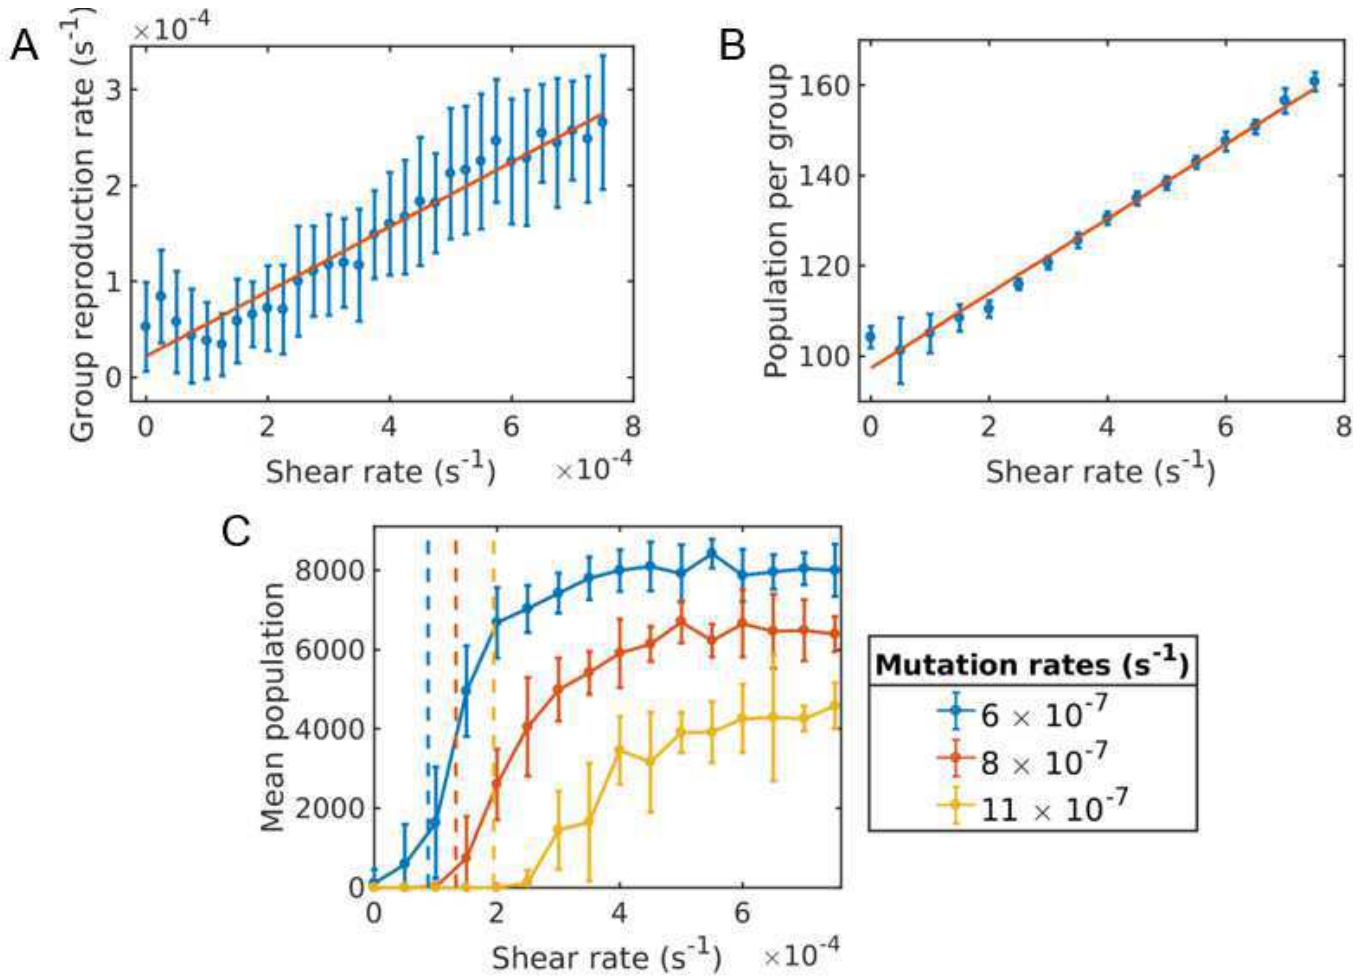 A
×10⁻⁴
Group reproduction rate (s⁻¹)
3
2
1
0
0 2 4 6 8
Shear rate (s⁻¹) ×10⁻⁴
B
Population per group
160
140
120
100
0 2 4 6 8
Shear rate (s⁻¹)
C
Mean population
8000
6000
4000
2000
0
0 2 4 6
Shear rate (s⁻¹) ×10⁻⁴
Mutation rates (s⁻¹)
6 × 10⁻⁷
8 × 10⁻⁷
11 × 10⁻⁷